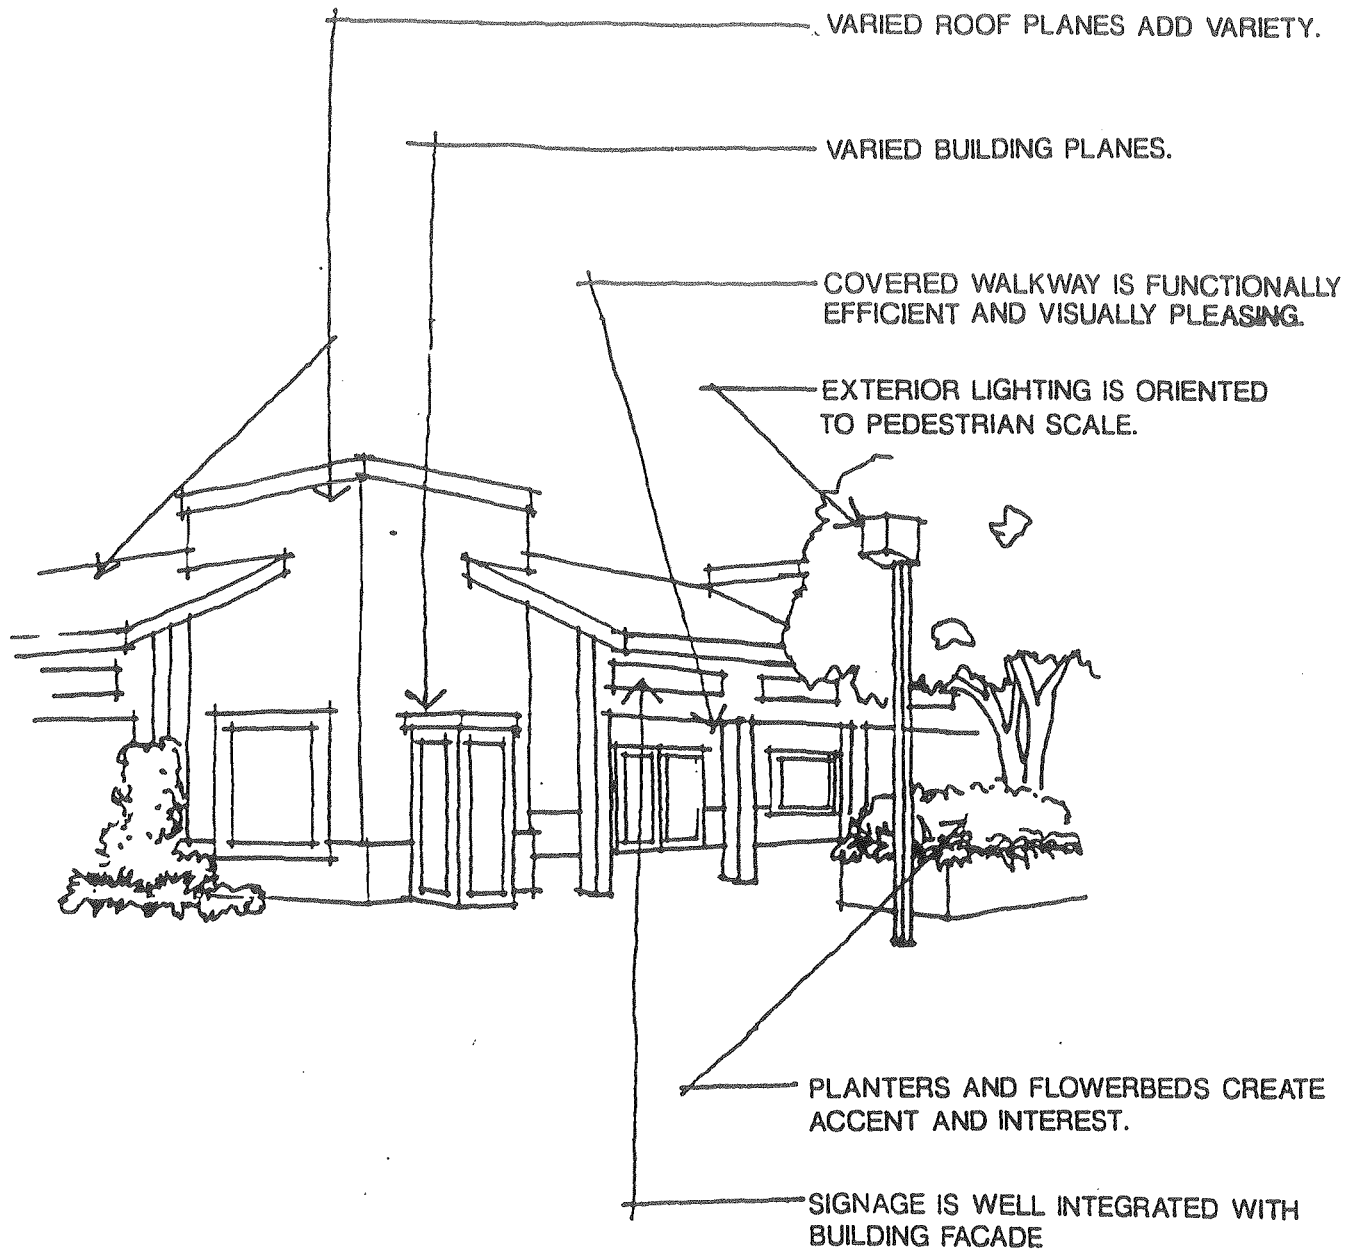 VARIED ROOF PLANES ADD VARIETY.
VARIED BUILDING PLANES.
COVERED WALKWAY IS FUNCTIONALLY
EFFICIENT AND VISUALLY PLEASING.
EXTERIOR LIGHTING IS ORIENTED
TO PEDESTRIAN SCALE.
PLANTERS AND FLOWERBEDS CREATE
ACCENT AND INTEREST.
SIGNAGE IS WELL INTEGRATED WITH
BUILDING FACADE